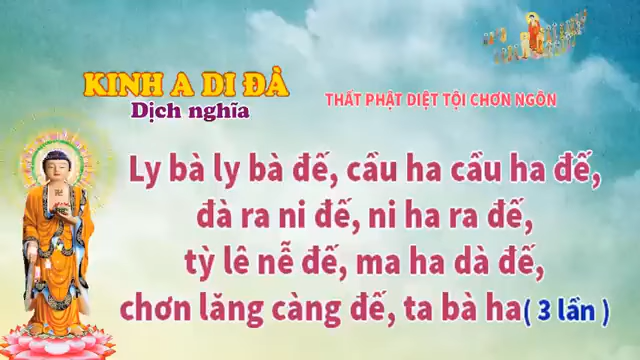 KINH A DI ĐÀ
Dịch nghĩa
THẤT PHẬT DIỆT TỘI CHƠN NGÔN
Ly bà ly bà đế, cầu ha cầu ha đế,
đà ra ni đế, ni ha ra đế,
tỳ lê nễ đế, ma ha dà đế,
chơn lăng càng đế, ta bà ha( 3 lần )